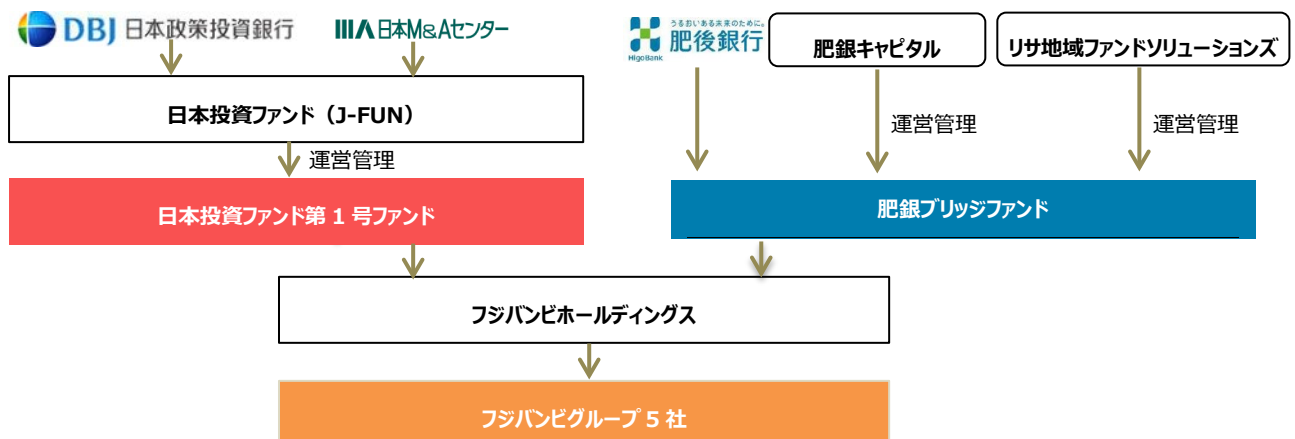 DBJ 日本政策投資銀行
日本M&Aセンター
うるおいある未来のために。
肥後銀行
HigoBank
肥銀キャピタル
リサ地域ファンドソリューションズ
日本投資ファンド（J-FUN）
運営管理
運営管理
運営管理
日本投資ファンド第 1 号ファンド
肥銀ブリッジファンド
フジバンビホールディングス
フジバンビグループ 5 社